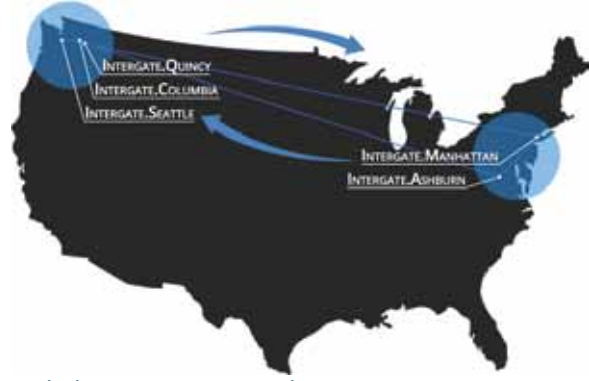 Intergate.Quincy
Intergate.Columbia
Intergate.Seattle
Intergate.Manhattan
Intergate.Ashburn